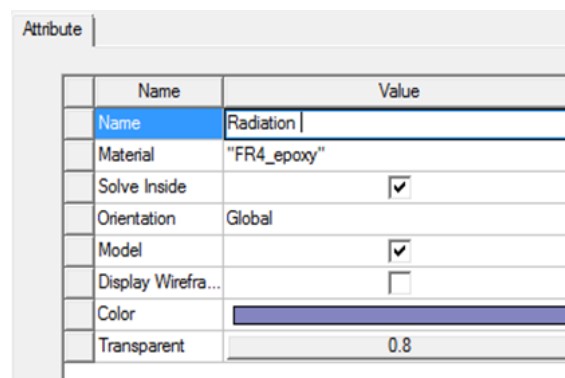 Attribute
Name Value
Name Radiation
Material "FR4_epoxy"
Solve Inside
Orientation Global
Model
Display Wirefra...
Color
Transparent 0.8